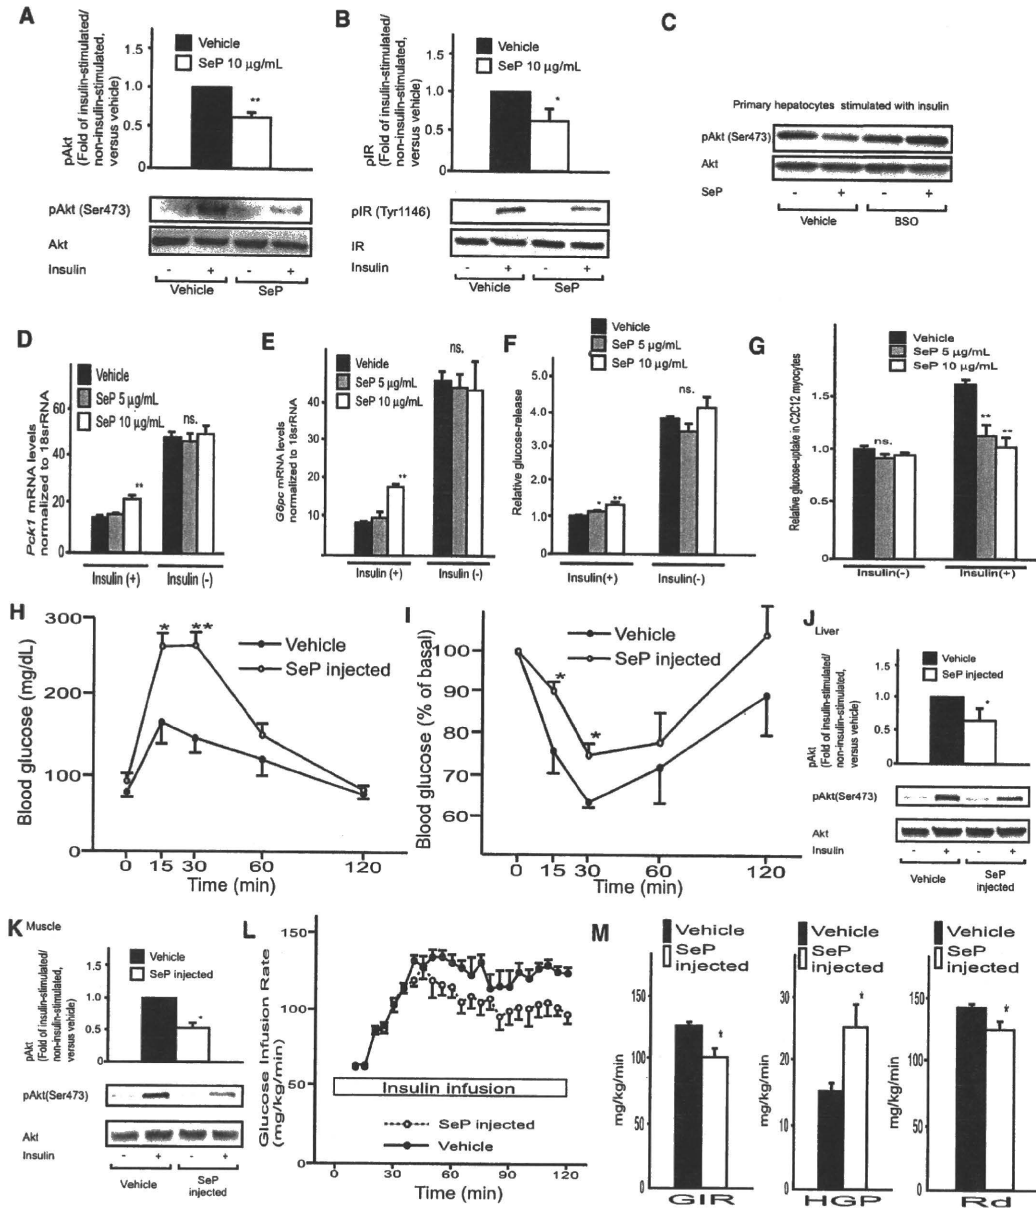 A
pAkt
(Fold of insulin-stimulated/
non-insulin-stimulated,
versus vehicle)
1.5
1.0
0.5
0
Vehicle
SeP 10 µg/mL
**
pAkt (Ser473)
Akt
Insulin
- + - +
Vehicle SeP
B
pIR
(Fold of insulin-stimulated/
non-insulin-stimulated,
versus vehicle)
1.5
1.0
0.5
0
Vehicle
SeP 10 µg/mL
*
pIR (Tyr1146)
IR
Insulin
- + - +
Vehicle SeP
C
Primary hepatocytes stimulated with insulin
pAkt (Ser473)
Akt
SeP
- + - +
Vehicle BSO
D
Pck1 mRNA levels
normalized to 18srRNA
60
40
20
0
Vehicle
SeP 5 µg/mL
SeP 10 µg/mL
**
ns.
Insulin (+) Insulin (-)
E
G6pc mRNA levels
normalized to 18srRNA
50
40
30
20
10
Vehicle
SeP 5 µg/mL
SeP 10 µg/mL
**
ns.
Insulin (+) Insulin (-)
F
Relative glucose-release
5.0
4.0
3.0
2.0
1.0
0
Vehicle
SeP 5 µg/mL
SeP 10 µg/mL
* **
ns.
Insulin(+) Insulin(-)
G
Relative glucose-uptake in C2C12 myocytes
1.5
1.0
0.5
0
Vehicle
SeP 5 µg/mL
SeP 10 µg/mL
ns.
** **
Insulin(-) Insulin(+)
H
Blood glucose (mg/dL)
300
200
100
0
* **
Vehicle
SeP injected
0 15 30 60 120
Time (min)
I
Blood glucose (% of basal)
100
90
80
70
60
*
*
Vehicle
SeP injected
0 15 30 60 120
Time (min)
J Liver
pAkt
(Fold of insulin-stimulated/
non-insulin-stimulated,
versus vehicle)
1.5
1.0
0.5
0
Vehicle
SeP injected
*
pAkt(Ser473)
Akt
Insulin
- + - +
Vehicle SeP
injected
K Muscle
pAkt
(Fold of insulin-stimulated/
non-insulin-stimulated,
versus vehicle)
1.5
1.0
0.5
0
Vehicle
SeP injected
*
pAkt(Ser473)
Akt
Insulin
- + - +
Vehicle SeP
injected
L
Glucose Infusion Rate
(mg/kg/min)
150
100
50
0
Insulin infusion
SeP injected
Vehicle
0 30 60 90 120
Time (min)
M
Vehicle
SeP
injected
mg/kg/min
150
100
50
0
†
GIR
Vehicle
SeP
injected
mg/kg/min
30
20
10
0
†
HGP
Vehicle
SeP
injected
mg/kg/min
150
100
50
0
†
Rd